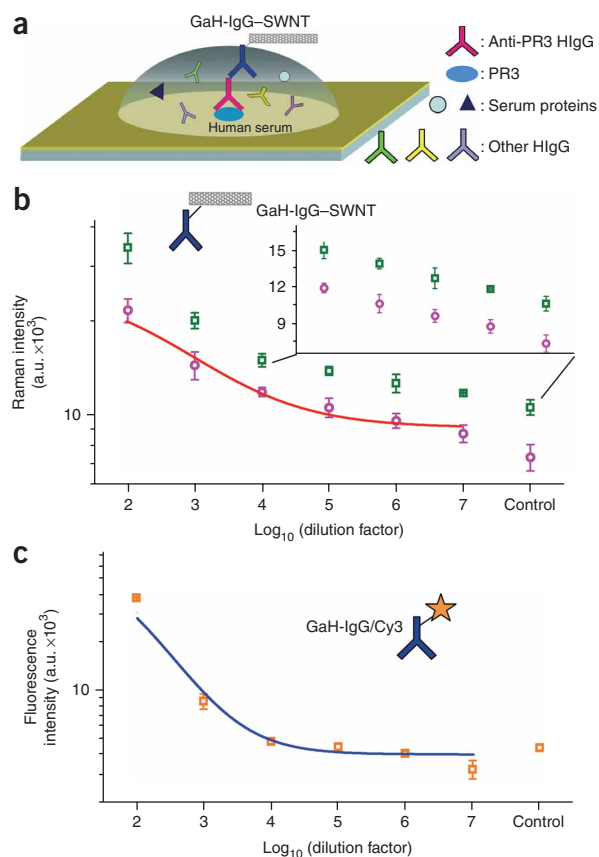 a
GaH-IgG–SWNT
Human serum
: Anti-PR3 HIgG
: PR3
: Serum proteins
: Other HIgG
b
GaH-IgG–SWNT
Raman intensity
(a.u. ×10³)
10
15
12
9
2 3 4 5 6 7 Control
Log₁₀ (dilution factor)
c
GaH-IgG/Cy3
Fluorescence
intensity (a.u. ×10³)
10
2 3 4 5 6 7 Control
Log₁₀ (dilution factor)